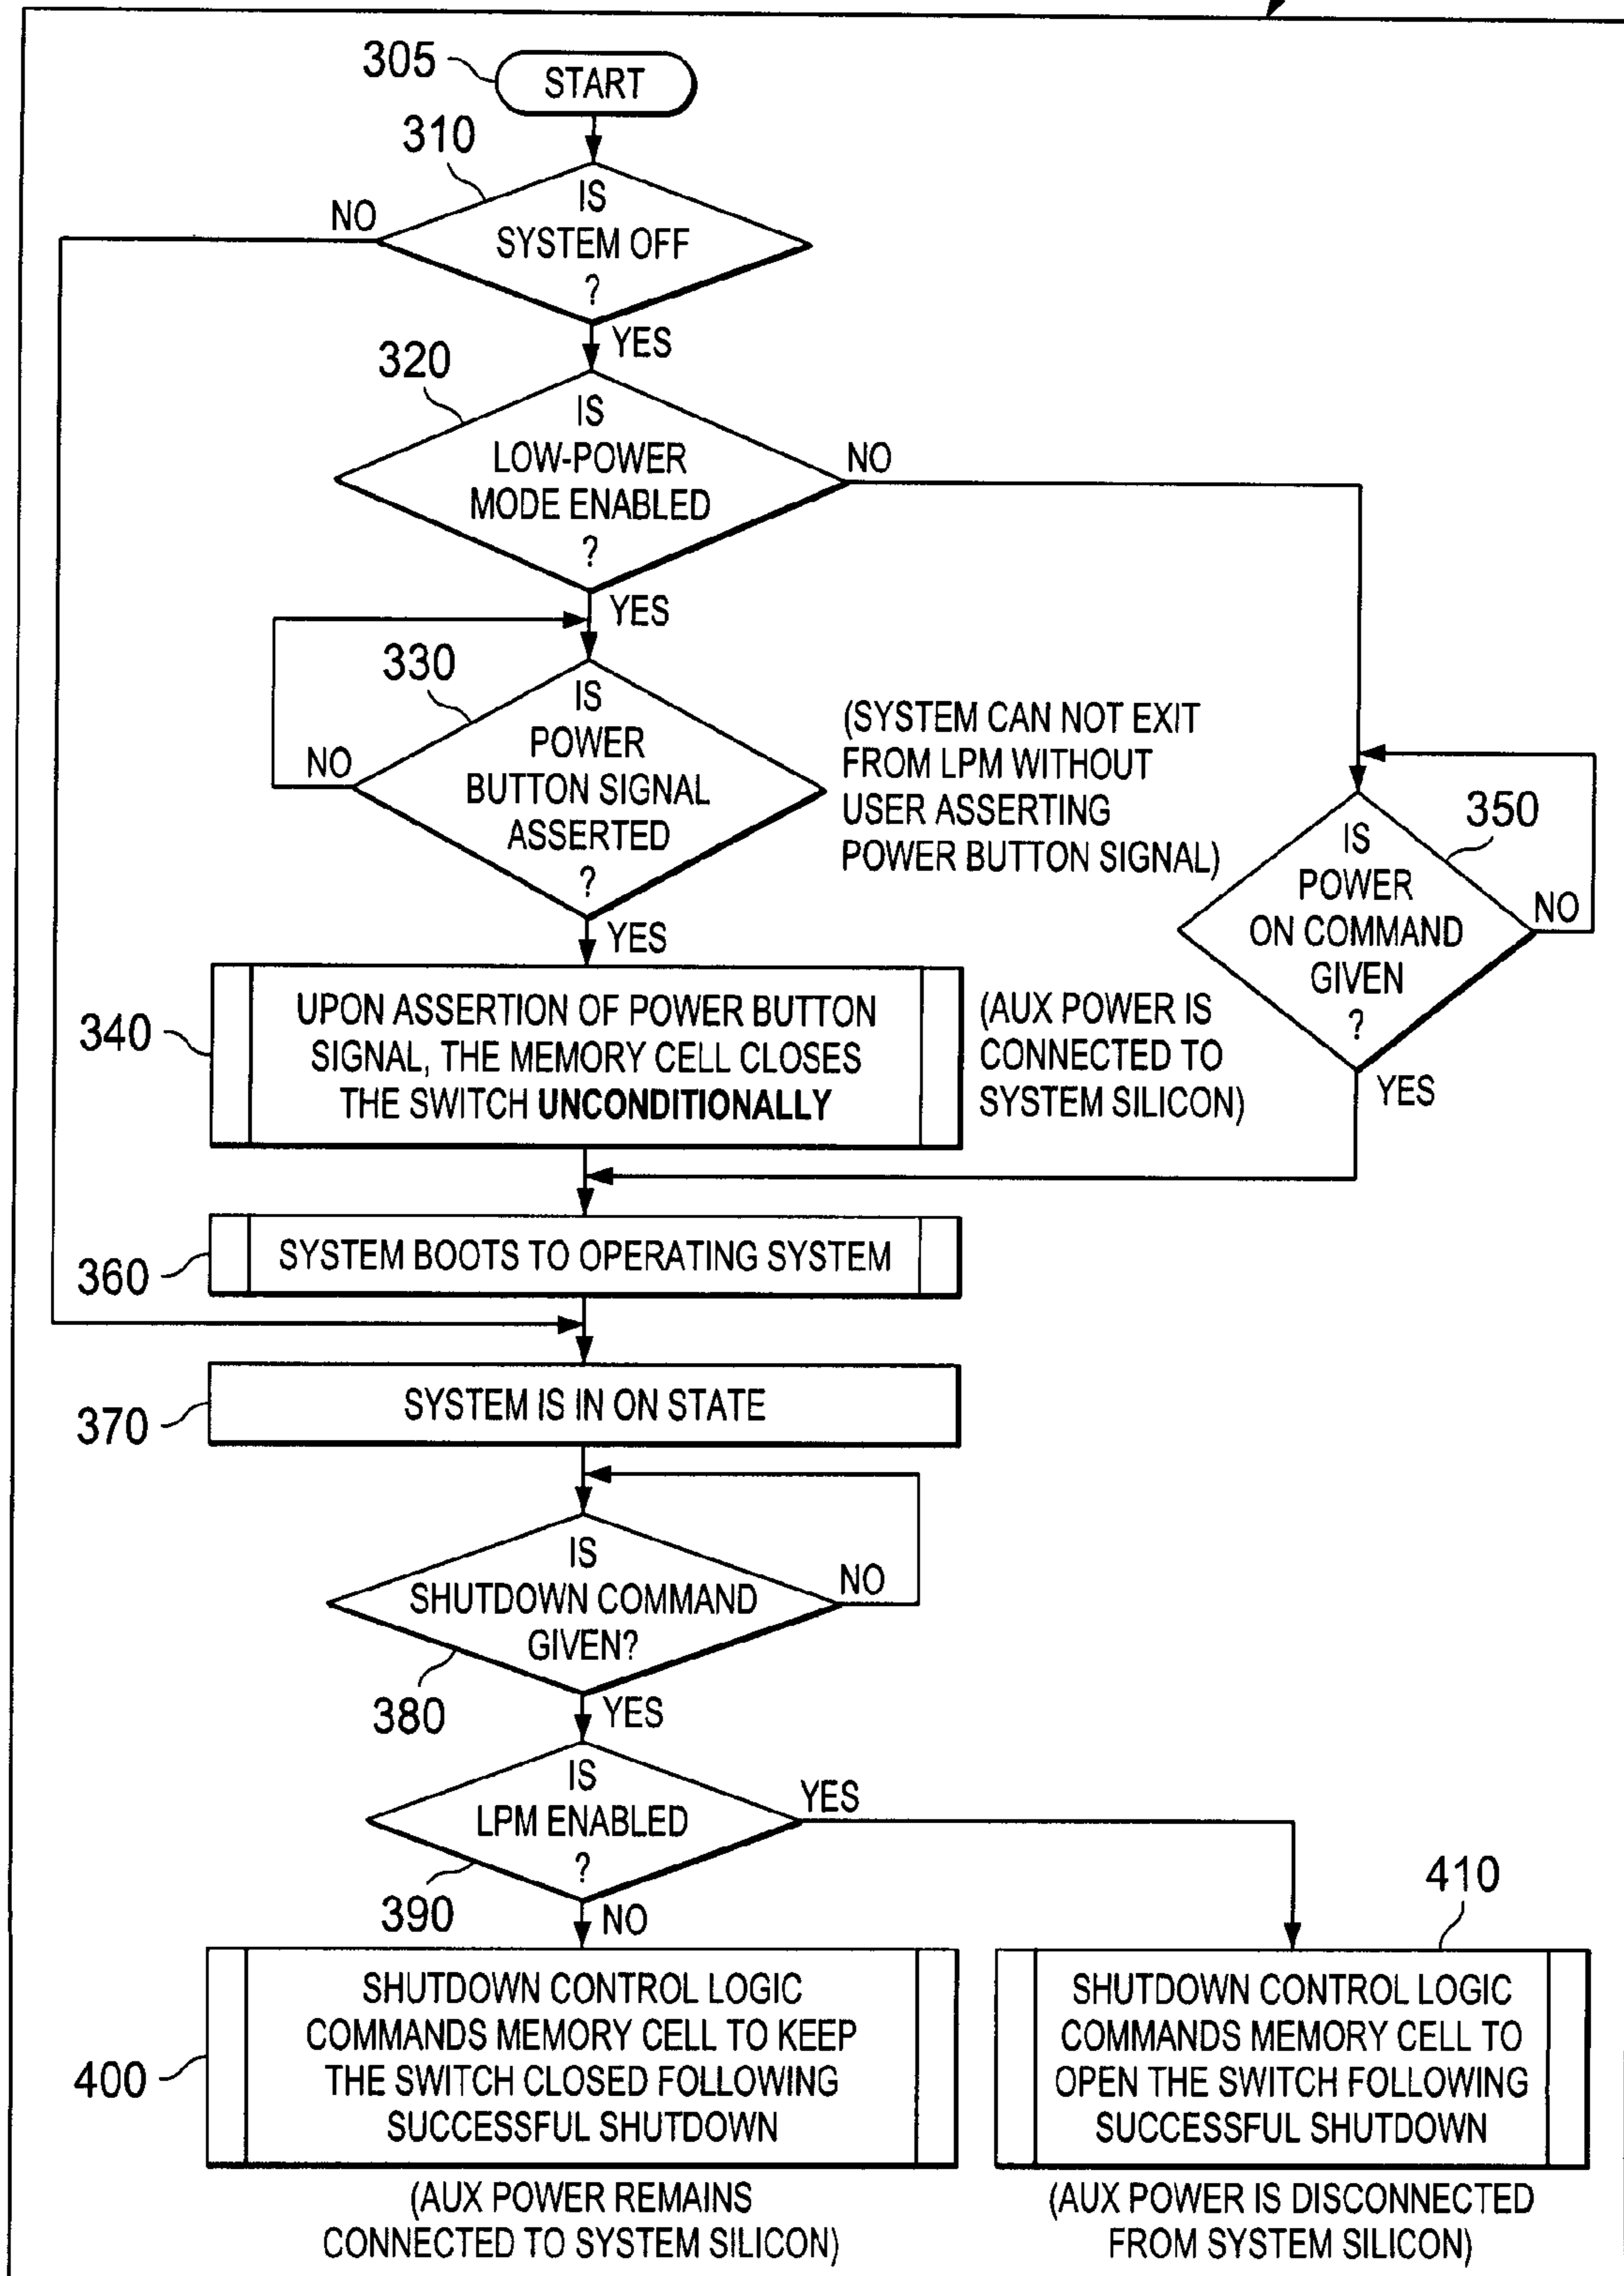 305
START
310
IS
SYSTEM OFF
?
NO
YES
320
IS
LOW-POWER
MODE ENABLED
?
NO
YES
330
IS
POWER
BUTTON SIGNAL
ASSERTED
?
NO
YES
(SYSTEM CAN NOT EXIT
FROM LPM WITHOUT
USER ASSERTING
POWER BUTTON SIGNAL)
350
IS
POWER
ON COMMAND
GIVEN
?
NO
YES
340
UPON ASSERTION OF POWER BUTTON
SIGNAL, THE MEMORY CELL CLOSES
THE SWITCH UNCONDITIONALLY
(AUX POWER IS
CONNECTED TO
SYSTEM SILICON)
360
SYSTEM BOOTS TO OPERATING SYSTEM
370
SYSTEM IS IN ON STATE
IS
SHUTDOWN COMMAND
GIVEN?
NO
380
YES
IS
LPM ENABLED
?
YES
390
NO
400
SHUTDOWN CONTROL LOGIC
COMMANDS MEMORY CELL TO KEEP
THE SWITCH CLOSED FOLLOWING
SUCCESSFUL SHUTDOWN
(AUX POWER REMAINS
CONNECTED TO SYSTEM SILICON)
410
SHUTDOWN CONTROL LOGIC
COMMANDS MEMORY CELL TO
OPEN THE SWITCH FOLLOWING
SUCCESSFUL SHUTDOWN
(AUX POWER IS DISCONNECTED
FROM SYSTEM SILICON)